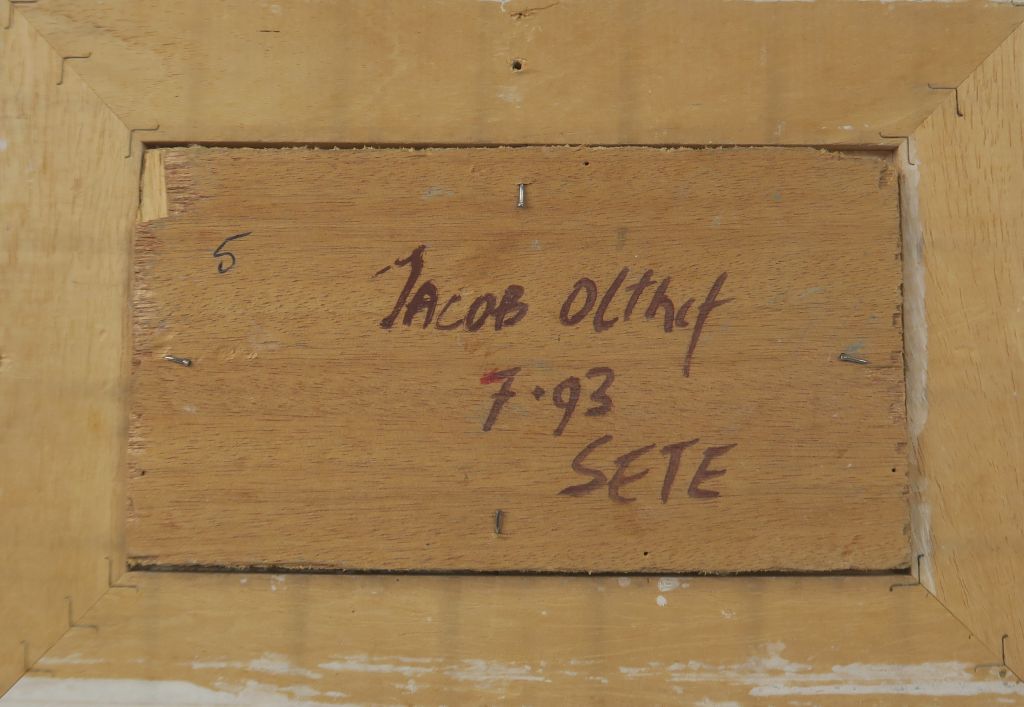 5
JACOB Olthof
7.93
SETE